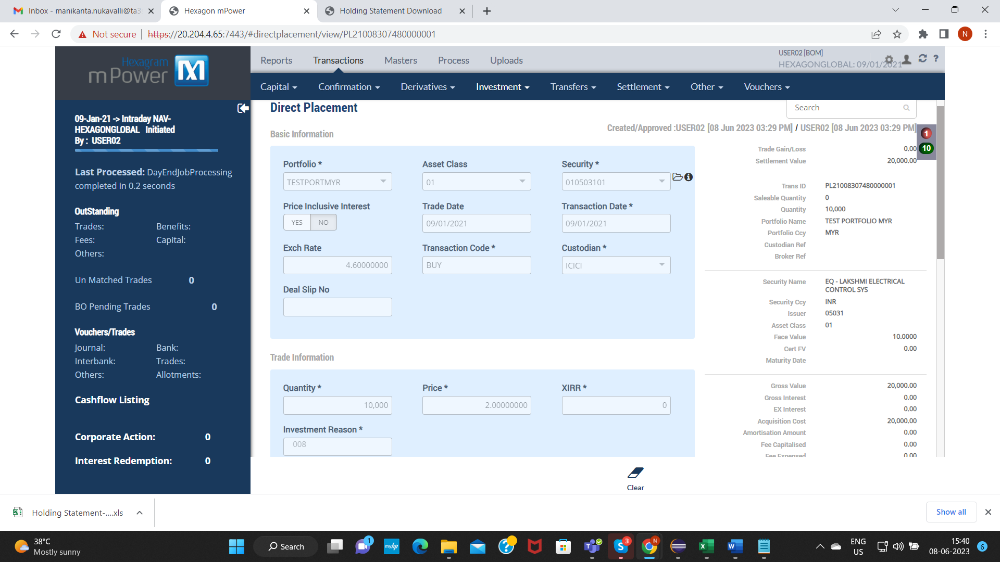 Inbox - manikanta.nukavalli@ta3
Hexagon mPower
Holding Statement Download
Not secure
https://20.204.4.65:7443/#directplacement/view/PL21008307480000001
N
Hexagram
mPower
Reports
Transactions
Masters
Process
Uploads
USER02 [BOM]
HEXAGONGLOBAL: 09/01/2021
?
Capital
Confirmation
Derivatives
Investment
Transfers
Settlement
Other
Vouchers
09-Jan-21 -> Intraday NAV-
HEXAGONGLOBAL Initiated
By : USER02
Last Processed: DayEndJobProcessing
completed in 0.2 seconds
OutStanding
Trades:
Benefits:
Fees:
Capital:
Others:
Un Matched Trades 0
BO Pending Trades 0
Vouchers/Trades
Journal:
Bank:
Interbank:
Trades:
Others:
Allotments:
Cashflow Listing
Corporate Action: 0
Interest Redemption: 0
Direct Placement
Search
Created/Approved :USER02 [08 Jun 2023 03:29 PM] / USER02 [08 Jun 2023 03:29 PM]
1
10
Basic Information
Portfolio *
Asset Class
Security *
TESTPORTMYR
01
010503101
Price Inclusive Interest
Trade Date
Transaction Date *
YES
NO
09/01/2021
09/01/2021
Exch Rate
Transaction Code *
Custodian *
4.60000000
BUY
ICICI
Deal Slip No
Trade Information
Quantity *
Price *
XIRR *
10,000
2.00000000
0
Investment Reason *
008
Trade Gain/Loss 0.00
Settlement Value 20,000.00
Trans ID PL21008307480000001
Saleable Quantity 0
Quantity 10,000
Portfolio Name TEST PORTFOLIO MYR
Portfolio Ccy MYR
Custodian Ref
Broker Ref
Security Name EQ - LAKSHMI ELECTRICAL
CONTROL SYS
Security Ccy INR
Issuer 05031
Asset Class 01
Face Value 10.0000
Cert FV 0.00
Maturity Date
Gross Value 20,000.00
Gross Interest 0.00
EX Interest 0.00
Acquisition Cost 20,000.00
Amortisation Amount 0.00
Fee Capitalised 0.00
Fee Expensed 0.00
Clear
Holding Statement-....xls
Show all
38°C
Mostly sunny
Search
1
myhp
3
N
ENG
US
15:40
08-06-2023
6